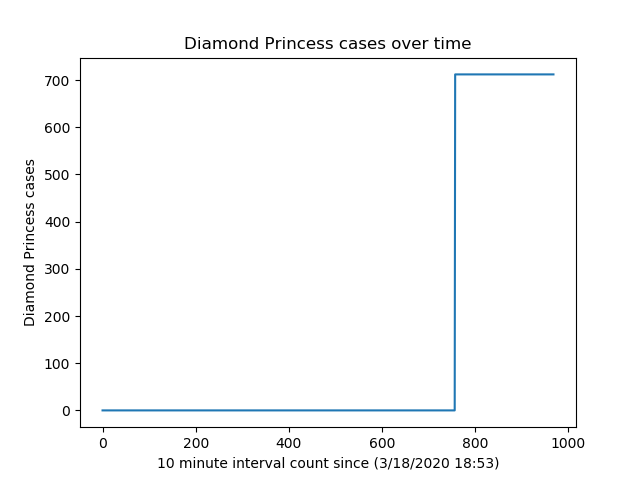 Diamond Princess cases over time
700
600
500
400
300
200
100
0
Diamond Princess cases
0 200 400 600 800 1000
10 minute interval count since (3/18/2020 18:53)